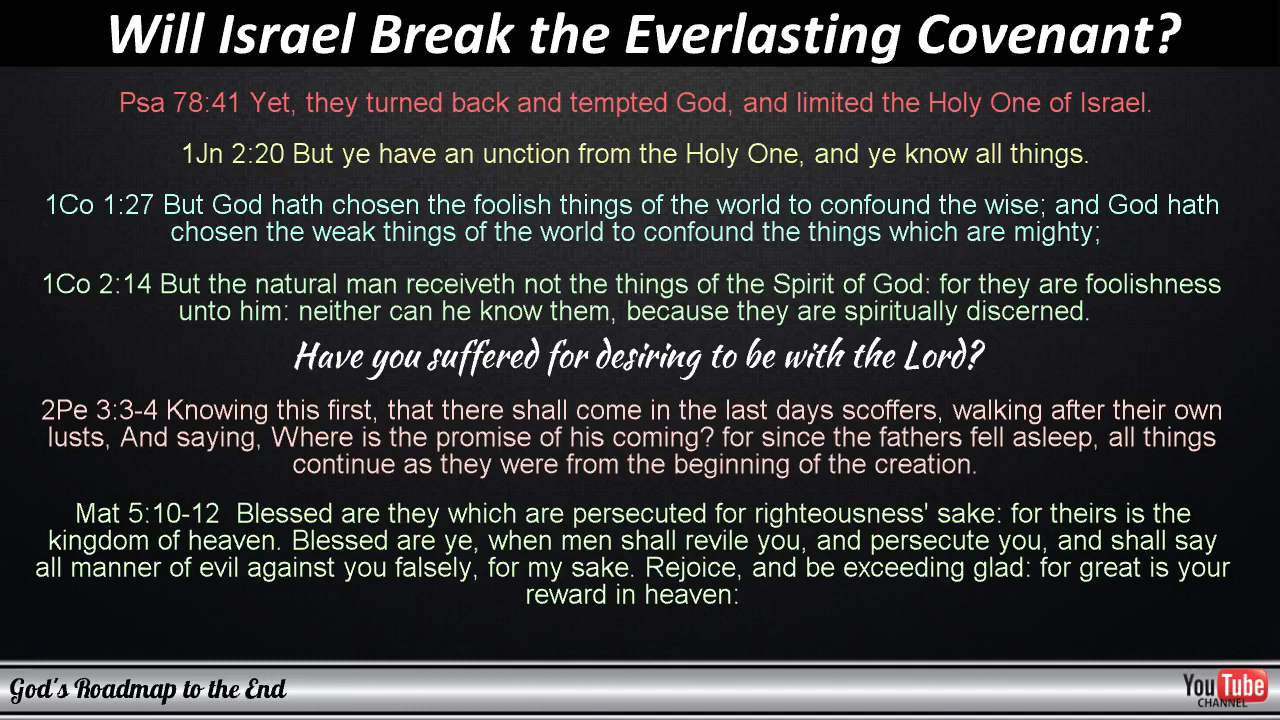 Will Israel Break the Everlasting Covenant?
Psa 78:41 Yet, they turned back and tempted God, and limited the Holy One of Israel.
1Jn 2:20 But ye have an unction from the Holy One, and ye know all things.
1Co 1:27 But God hath chosen the foolish things of the world to confound the wise; and God hath
chosen the weak things of the world to confound the things which are mighty;
1Co 2:14 But the natural man receiveth not the things of the Spirit of God: for they are foolishness
unto him: neither can he know them, because they are spiritually discerned.
Have you suffered for desiring to be with the Lord?
2Pe 3:3-4 Knowing this first, that there shall come in the last days scoffers, walking after their own
lusts, And saying, Where is the promise of his coming? for since the fathers fell asleep, all things
continue as they were from the beginning of the creation.
Mat 5:10-12 Blessed are they which are persecuted for righteousness' sake: for theirs is the
kingdom of heaven. Blessed are ye, when men shall revile you, and persecute you, and shall say
all manner of evil against you falsely, for my sake. Rejoice, and be exceeding glad: for great is your
reward in heaven:
God's Roadmap to the End
YouTube
CHANNEL